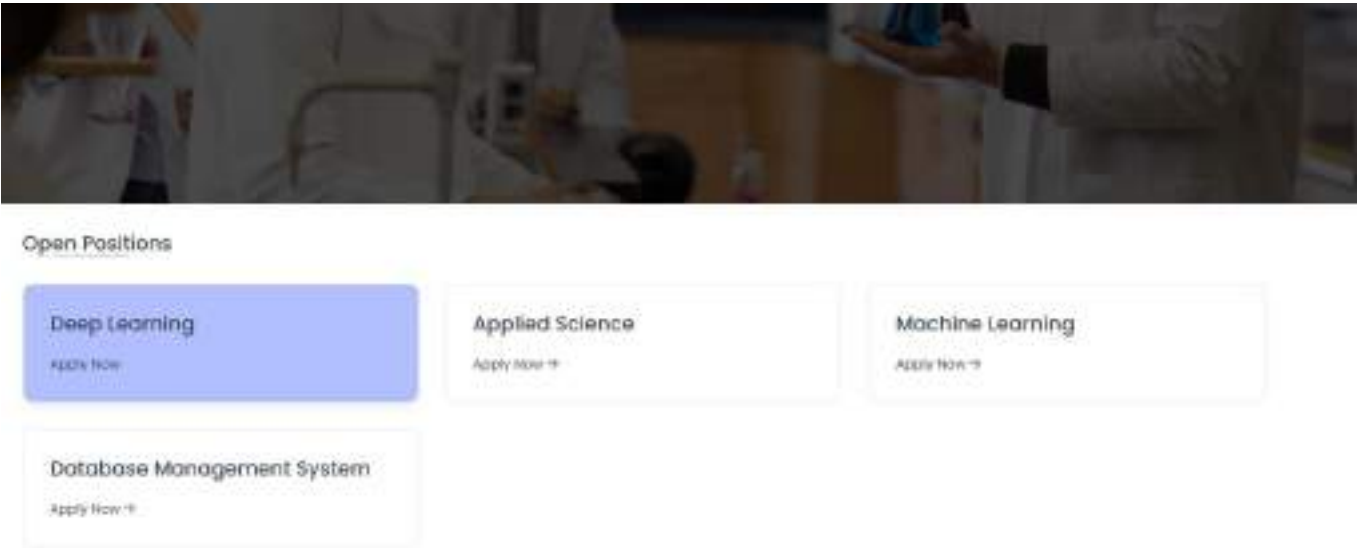 Open Positions
Deep Learning
Apply Now
Applied Science
Apply Now →
Machine Learning
Apply Now →
Database Management System
Apply Now →